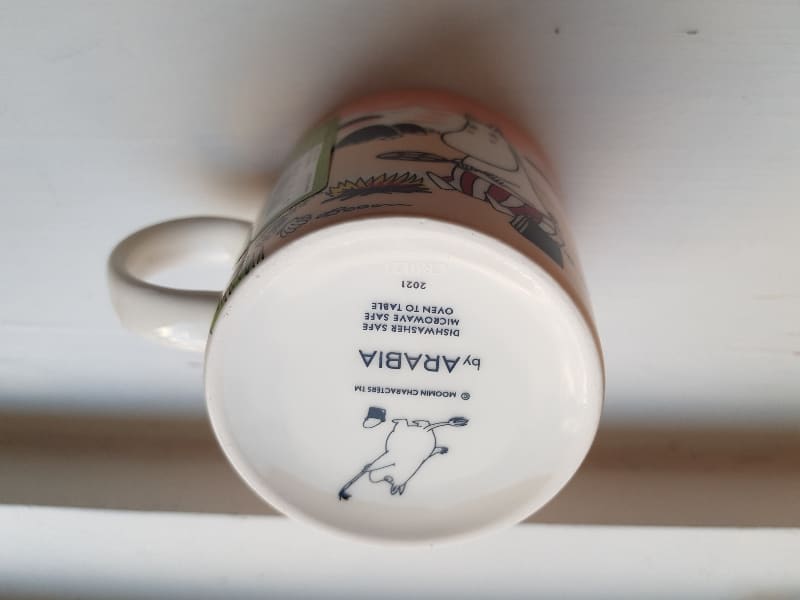 © MOOMIN CHARACTERS TM
by ARABIA
DISHWASHER SAFE
MICROWAVE SAFE
OVEN TO TABLE
2021